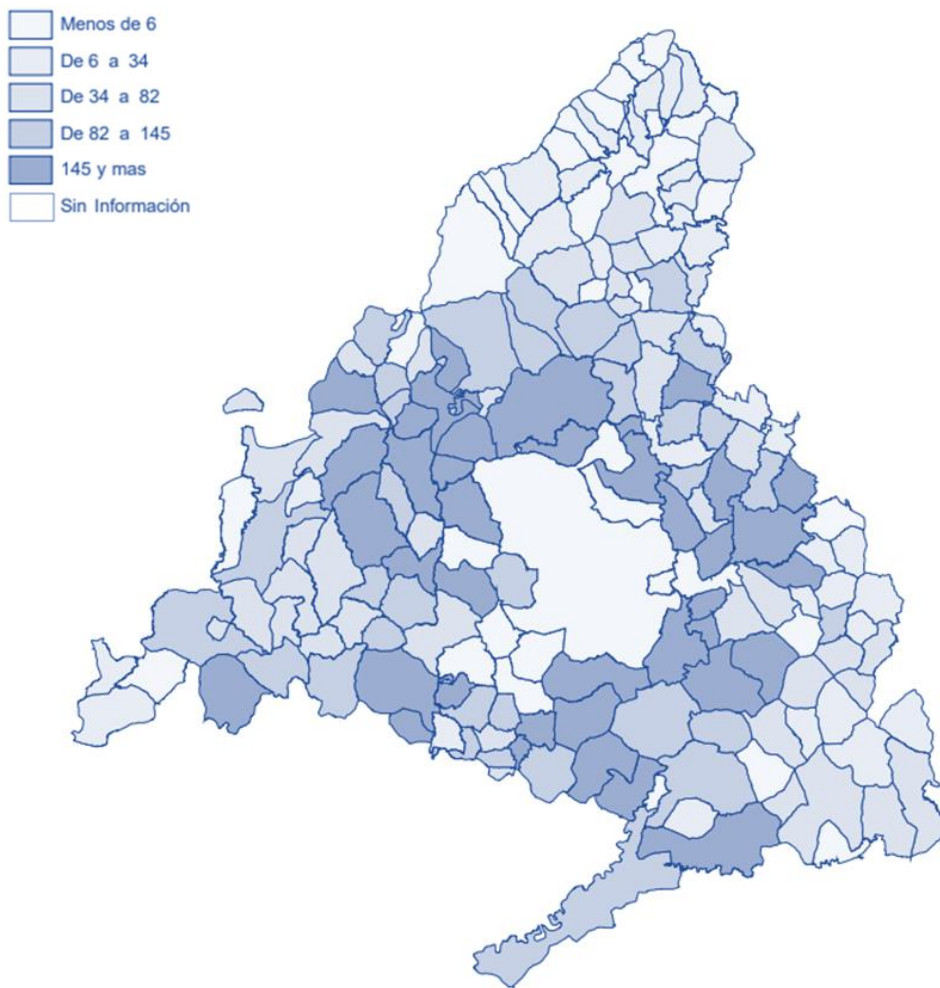 Menos de 6
De 6 a 34
De 34 a 82
De 82 a 145
145 y mas
Sin Información